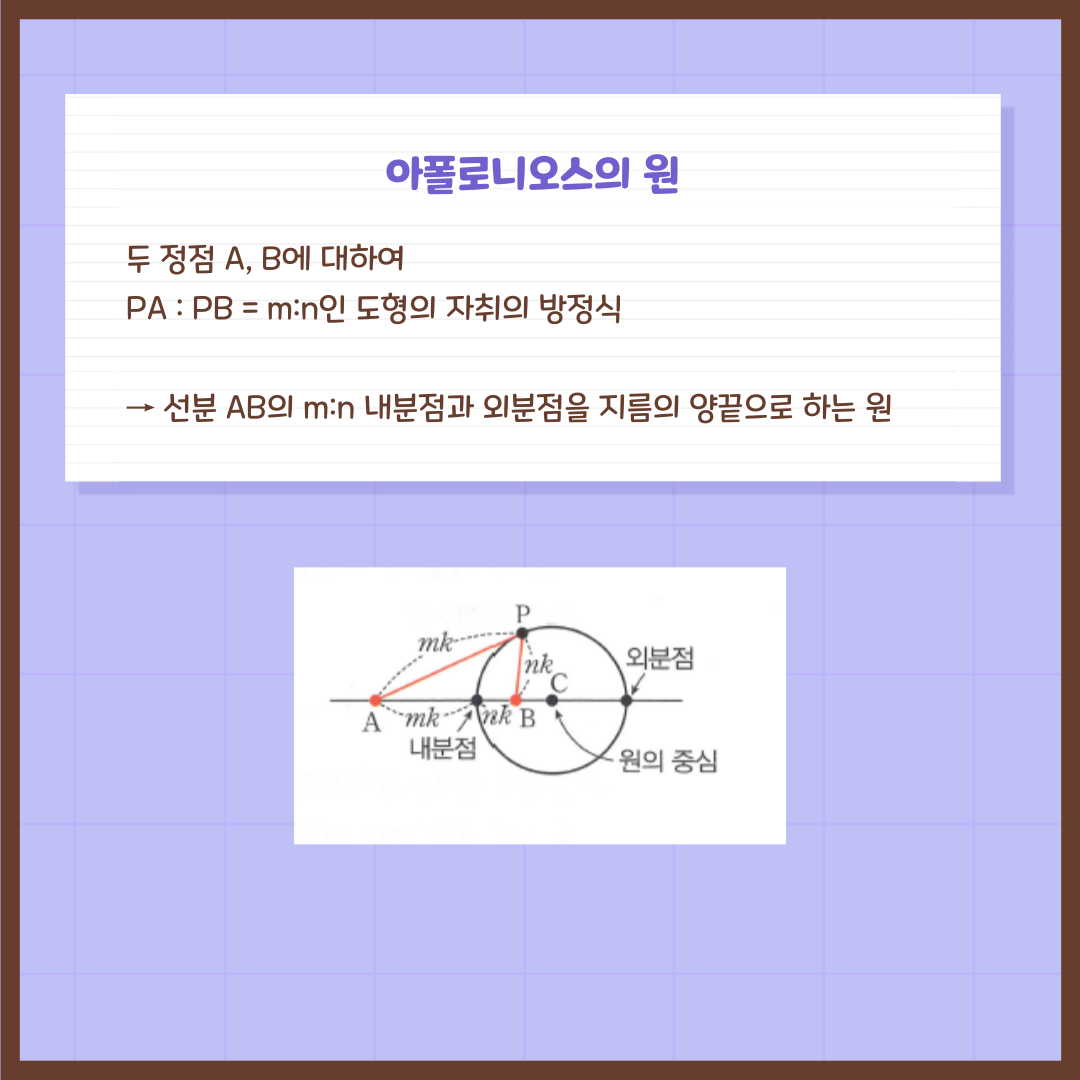 아폴로니오스의 원
두 정점 A, B에 대하여
PA : PB = m:n인 도형의 자취의 방정식
→ 선분 AB의 m:n 내분점과 외분점을 지름의 양끝으로 하는 원
P
mk
nk
외분점
C
A
mk
nk
B
내분점
원의 중심